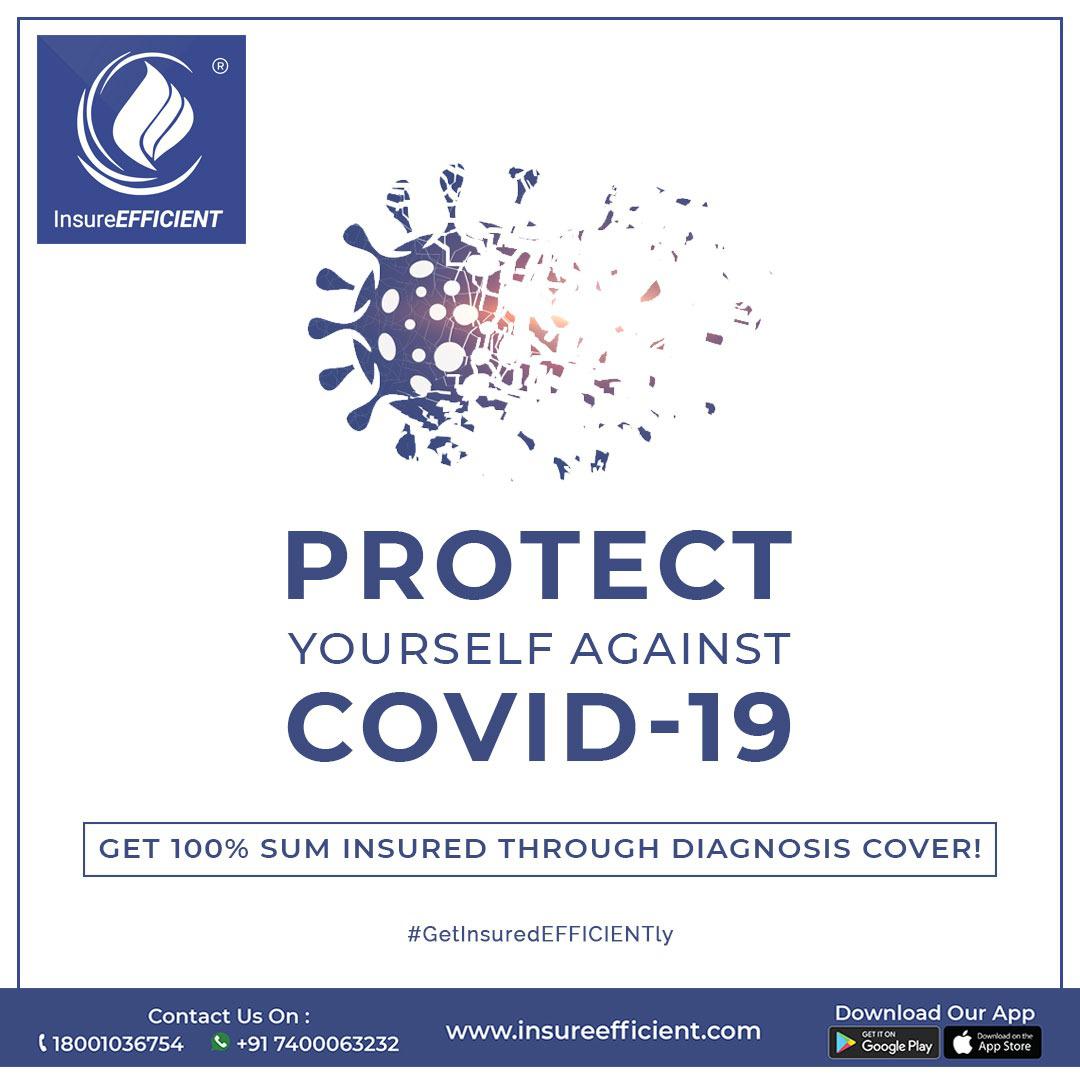 ®
InsureEFFICIENT
PROTECT
YOURSELF AGAINST
COVID-19
GET 100% SUM INSURED THROUGH DIAGNOSIS COVER!
#GetInsuredEFFICIENTly
Contact Us On :
18001036754 +91 7400063232
www.insureefficient.com
Download Our App
GET IT ON
Google Play
Download on the
App Store